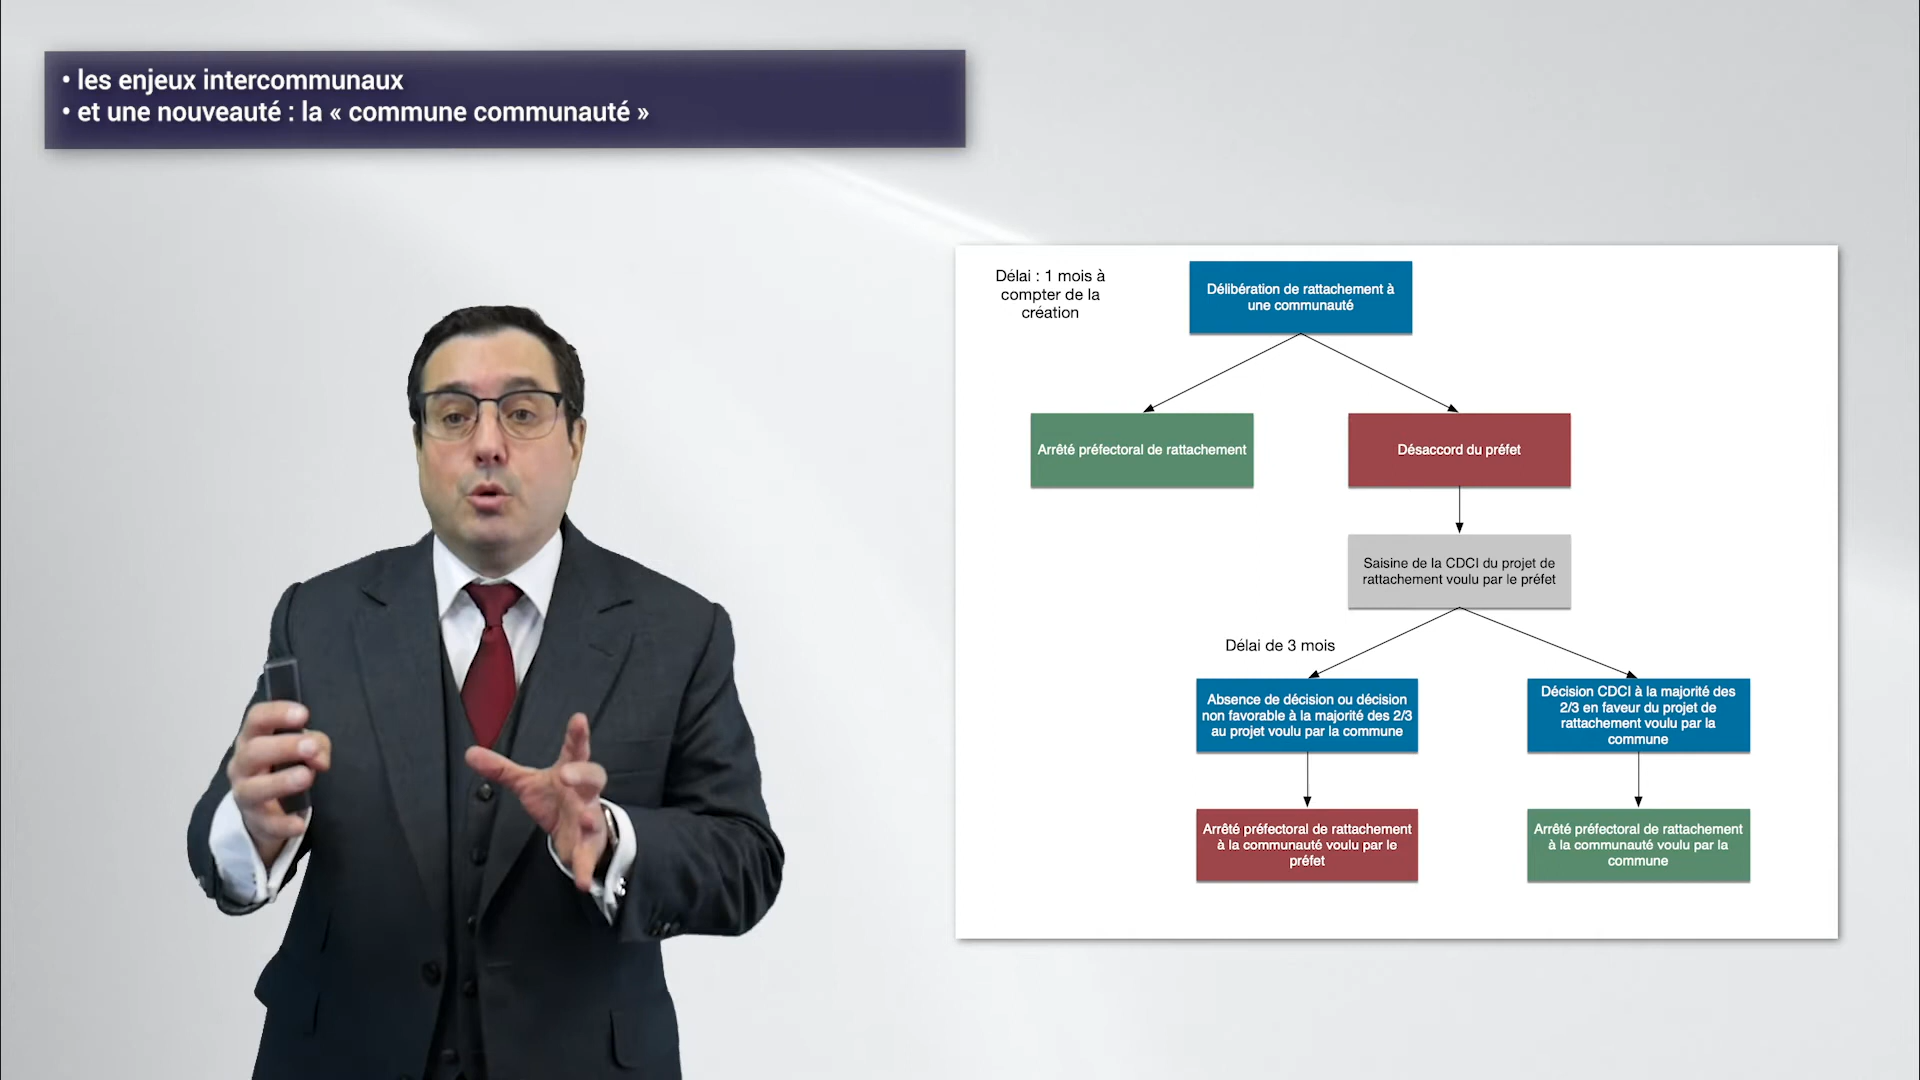 • les enjeux intercommunaux
• et une nouveauté : la « commune communauté »
Délai : 1 mois à
compter de la
création
Délibération de rattachement à
une communauté
Arrêté préfectoral de rattachement
Désaccord du préfet
Saisine de la CDCI du projet de
rattachement voulu par le préfet
Délai de 3 mois
Absence de décision ou décision
non favorable à la majorité des 2/3
au projet voulu par la commune
Décision CDCI à la majorité des
2/3 en faveur du projet de
rattachement voulu par la
commune
Arrêté préfectoral de rattachement
à la communauté voulu par le
préfet
Arrêté préfectoral de rattachement
à la communauté voulu par la
commune